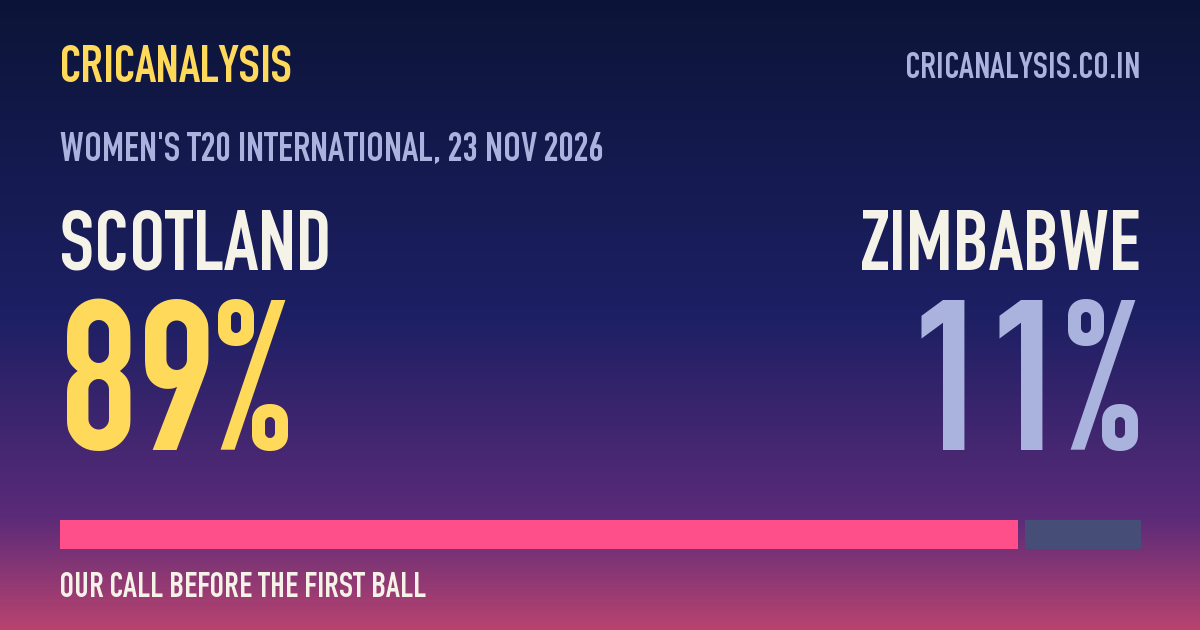 CRICANALYSIS
CRICANALYSIS.CO.IN
WOMEN'S T20 INTERNATIONAL, 23 NOV 2026
SCOTLAND
ZIMBABWE
89%
11%
OUR CALL BEFORE THE FIRST BALL